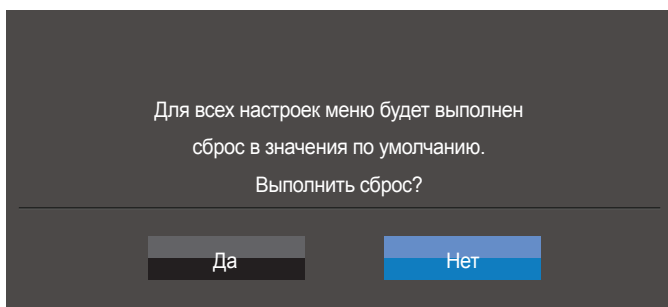 Для всех настроек меню будет выполнен
сброс в значения по умолчанию.
Выполнить сброс?
Да
Нет